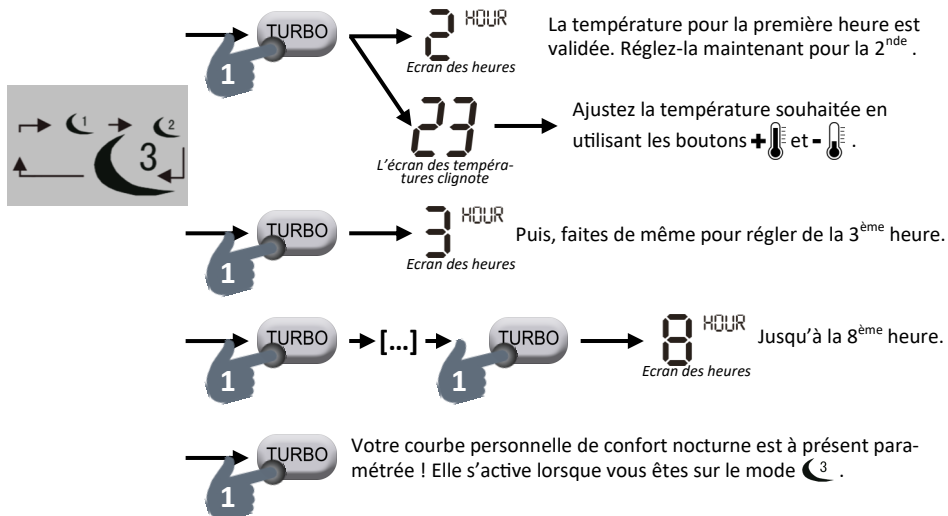 TURBO
1
2 HOUR
Ecran des heures
La température pour la première heure est
validée. Réglez-la maintenant pour la 2nde .
1 2
3
23
L'écran des tempéra-
tures clignote
Ajustez la température souhaitée en
utilisant les boutons + et - .
TURBO
1
3 HOUR
Ecran des heures
Puis, faites de même pour régler de la 3ème heure.
TURBO
1
[...]
TURBO
1
8 HOUR
Ecran des heures
Jusqu’à la 8ème heure.
TURBO
1
Votre courbe personnelle de confort nocturne est à présent para-
métrée ! Elle s’active lorsque vous êtes sur le mode 3 .